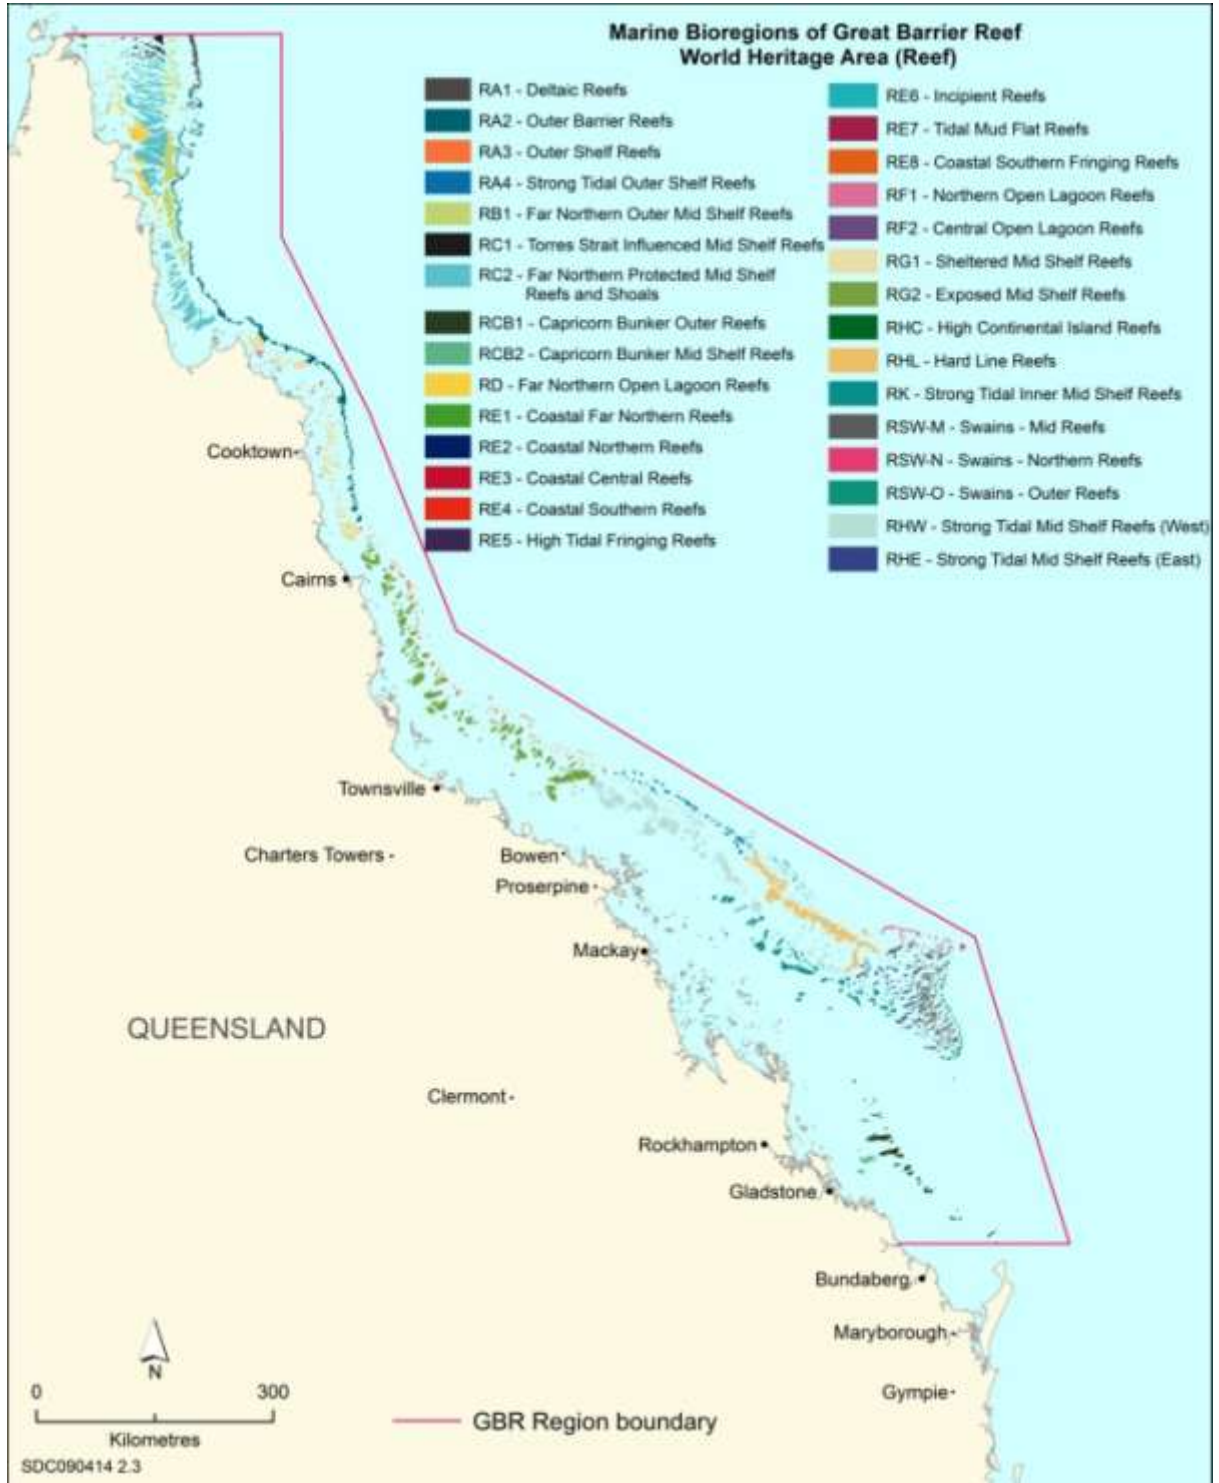 Marine Bioregions of Great Barrier Reef
World Heritage Area (Reef)
RA1 - Deltaic Reefs
RA2 - Outer Barrier Reefs
RA3 - Outer Shelf Reefs
RA4 - Strong Tidal Outer Shelf Reefs
RB1 - Far Northern Outer Mid Shelf Reefs
RC1 - Torres Strait Influenced Mid Shelf Reefs
RC2 - Far Northern Protected Mid Shelf
Reefs and Shoals
RCB1 - Capricorn Bunker Outer Reefs
RCB2 - Capricorn Bunker Mid Shelf Reefs
RD - Far Northern Open Lagoon Reefs
RE1 - Coastal Far Northern Reefs
RE2 - Coastal Northern Reefs
RE3 - Coastal Central Reefs
RE4 - Coastal Southern Reefs
RE5 - High Tidal Fringing Reefs
RE6 - Incipient Reefs
RE7 - Tidal Mud Flat Reefs
RE8 - Coastal Southern Fringing Reefs
RF1 - Northern Open Lagoon Reefs
RF2 - Central Open Lagoon Reefs
RG1 - Sheltered Mid Shelf Reefs
RG2 - Exposed Mid Shelf Reefs
RHC - High Continental Island Reefs
RHL - Hard Line Reefs
RK - Strong Tidal Inner Mid Shelf Reefs
RSW-M - Swains - Mid Reefs
RSW-N - Swains - Northern Reefs
RSW-O - Swains - Outer Reefs
RHW - Strong Tidal Mid Shelf Reefs (West)
RHE - Strong Tidal Mid Shelf Reefs (East)
Cooktown
Cairns
Townsville
Charters Towers
Bowen
Proserpine
Mackay
QUEENSLAND
Clermont
Rockhampton
Gladstone
Bundaberg
Maryborough
Gympie
N
0 300
Kilometres
GBR Region boundary
SDC090414 2.3